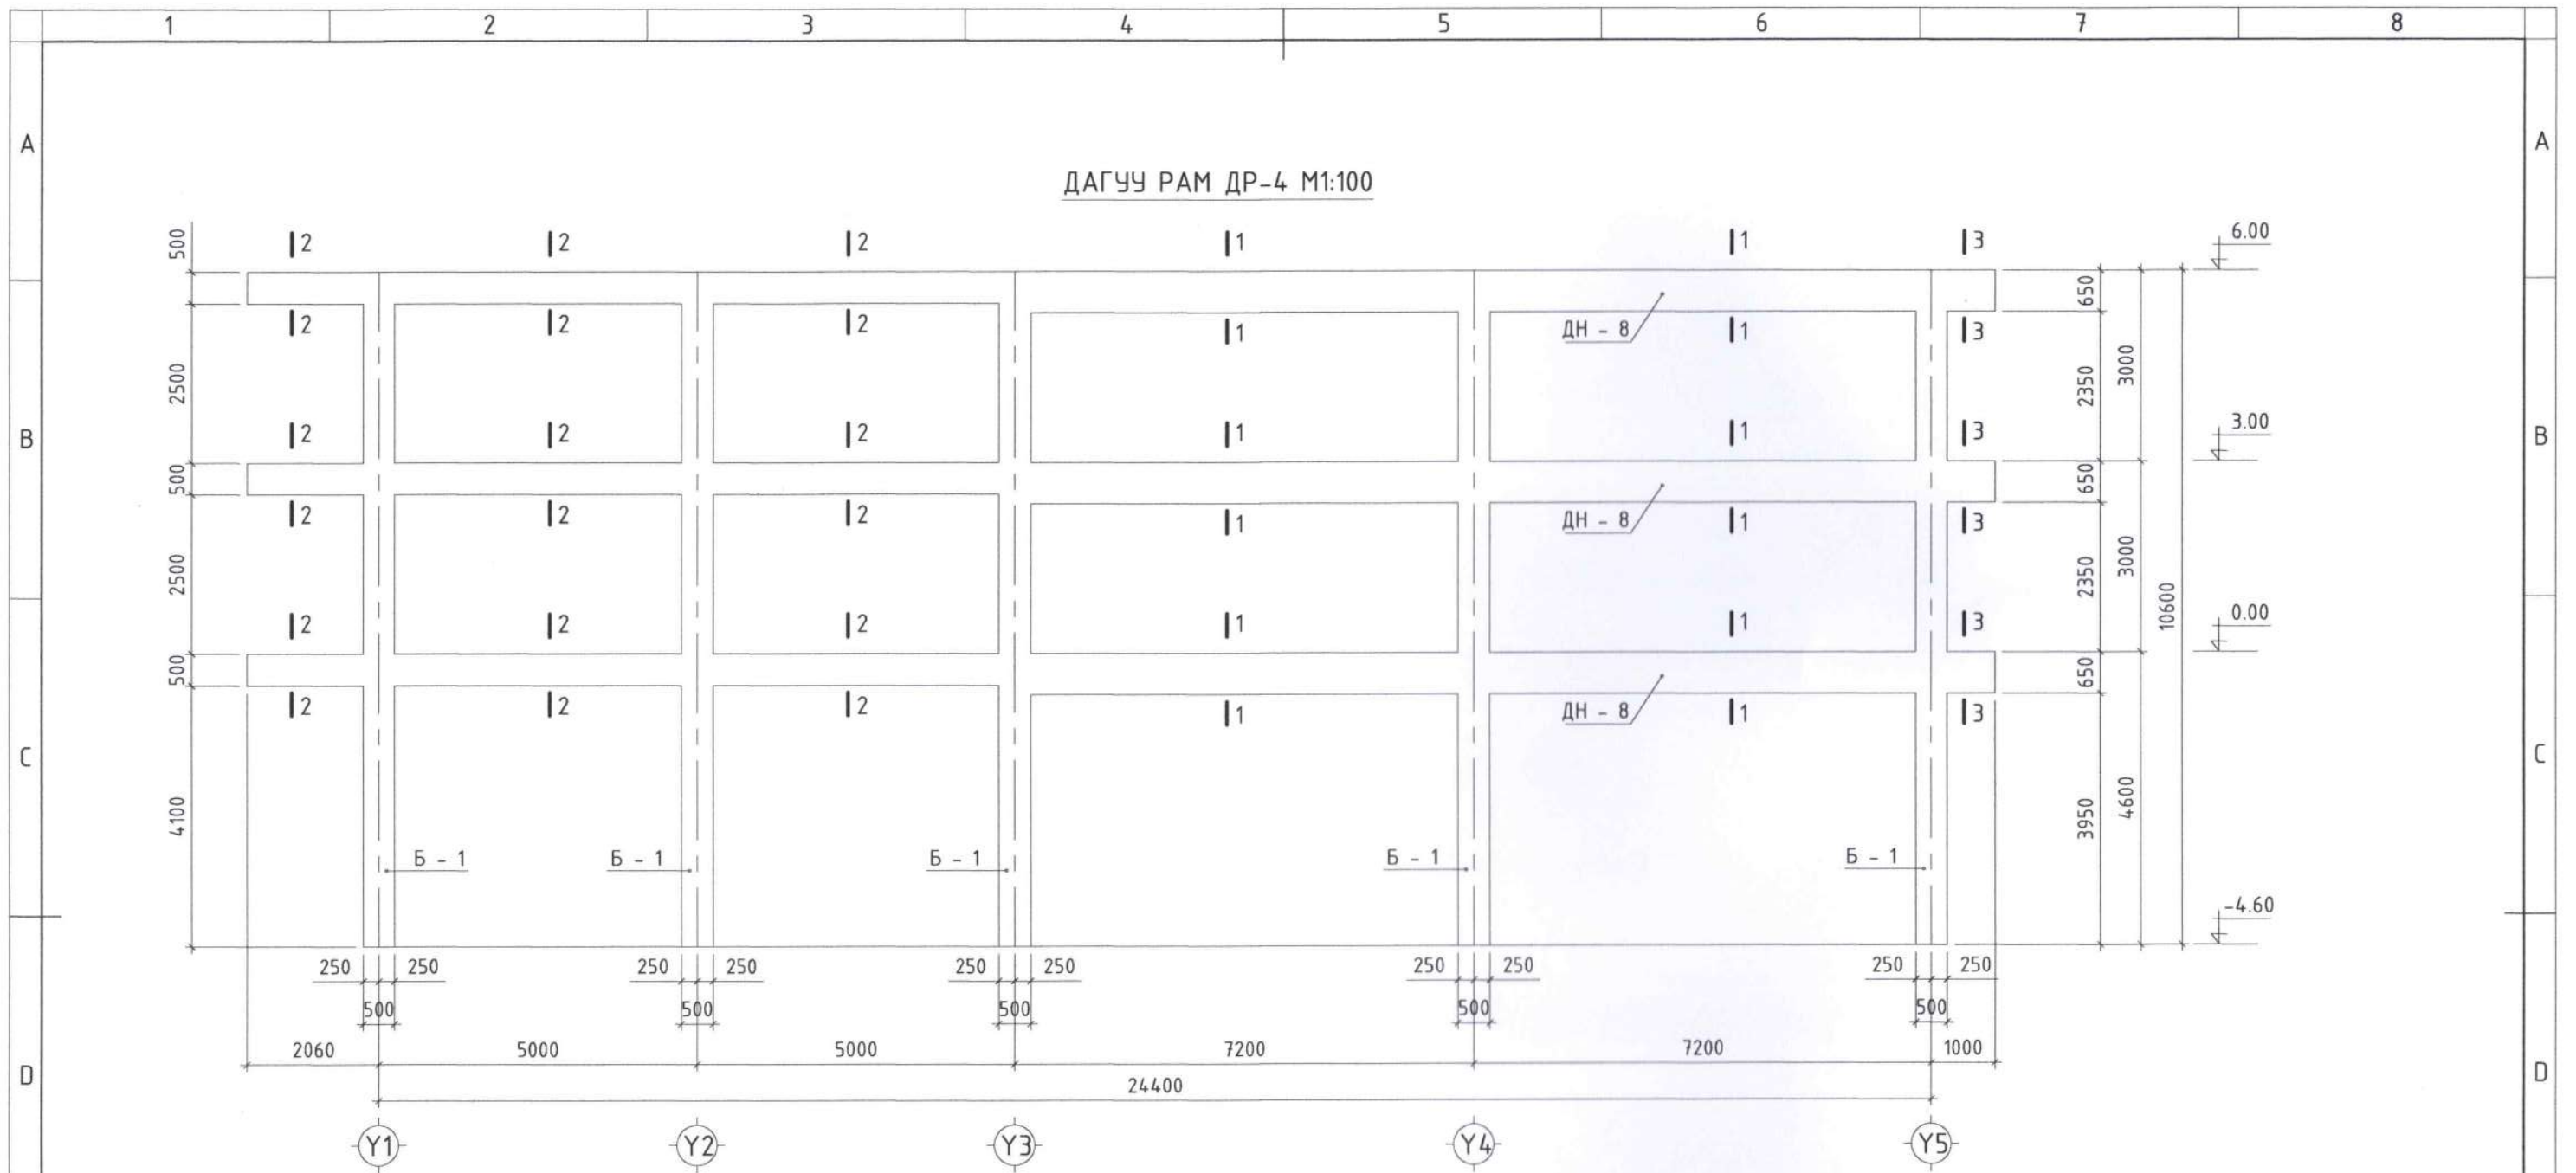 1 2 3 4 5 6 7 8
A A
ДАГУУ РАМ ДР-4 М1:100
500 2 2 2 1 1 3 6.00
650
2 2 2 1 ДН - 8 1 3
2500 2350 3000
2 2 2 1 1 3 3.00
B B
500 650
2 2 2 1 ДН - 8 1 3
2500 2350 3000
10600
2 2 2 1 1 3 0.00
500 650
2 2 2 1 ДН - 8 1 3
C C
4100 3950 4600
Б - 1 Б - 1 Б - 1 Б - 1 Б - 1
-4.60
250 250 250 250 250 250 250 250 250 250
500 500 500 500 500
2060 5000 5000 7200 7200 1000
D D
24400
Y1 Y2 Y3 Y4 Y5